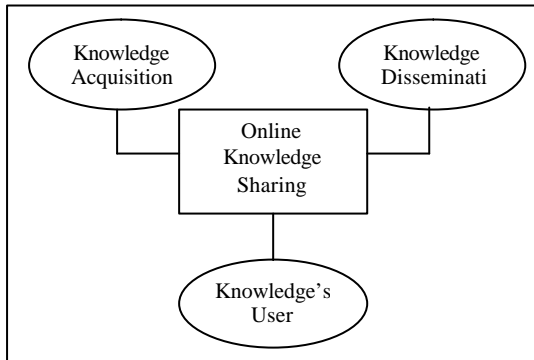 Knowledge
Acquisition
Knowledge
Disseminati
Online
Knowledge
Sharing
Knowledge’s
User